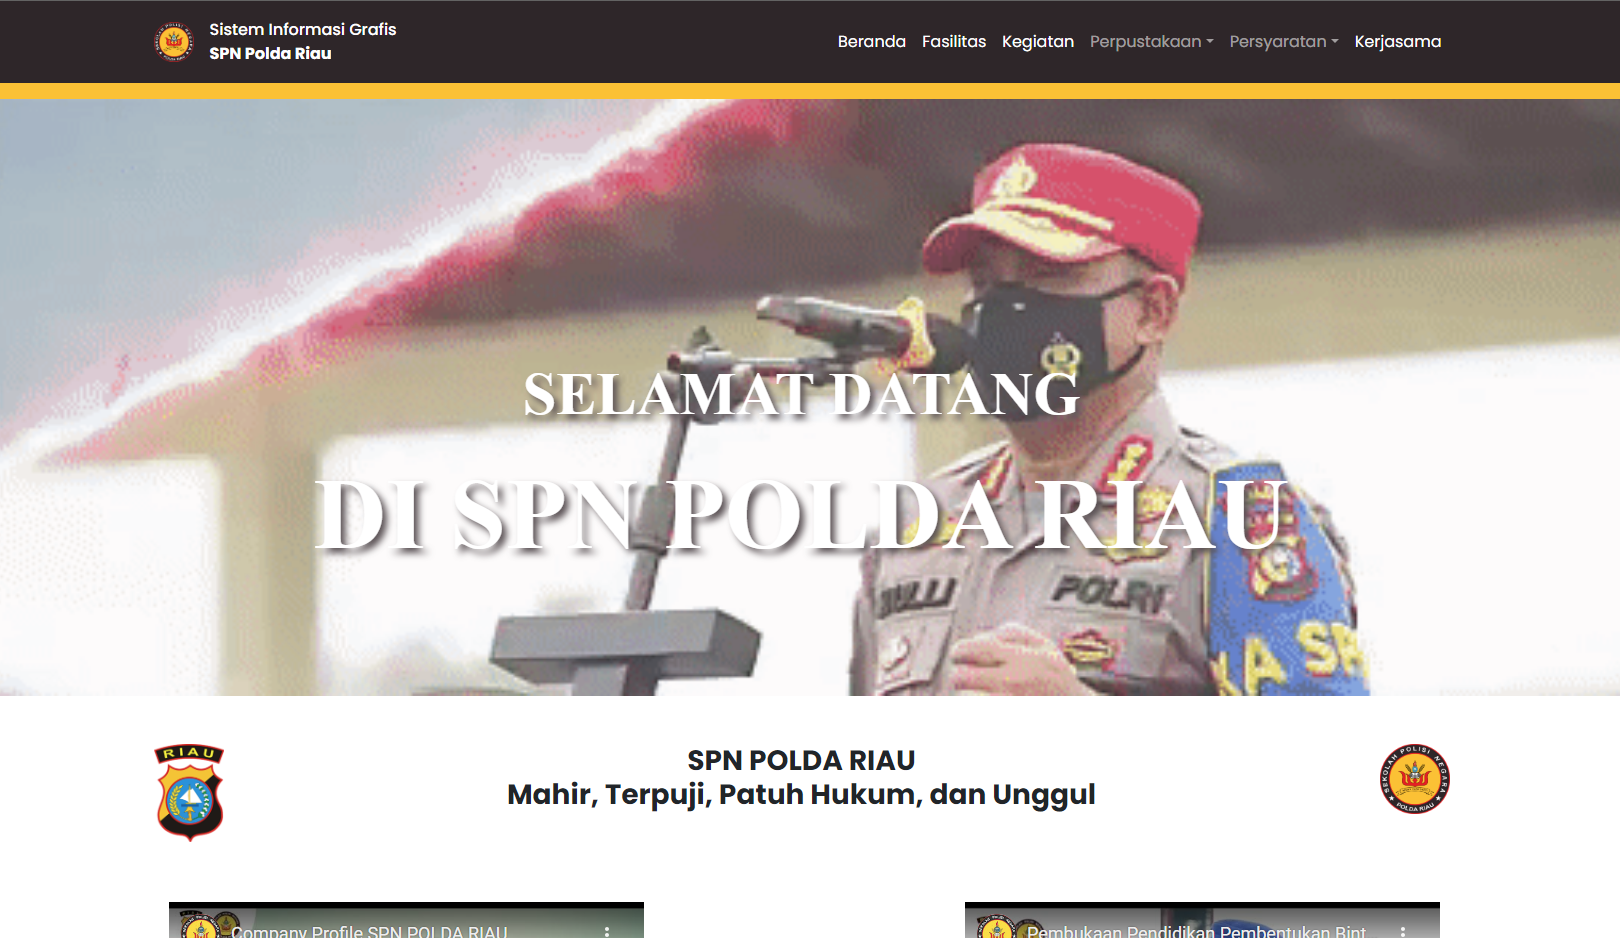 Sistem Informasi Grafis
SPN Polda Riau
Beranda Fasilitas Kegiatan Perpustakaan Persyaratan Kerjasama
SELAMAT DATANG
DI SPN POLDA RIAU
POLRI
RIAU
SPN POLDA RIAU
Mahir, Terpuji, Patuh Hukum, dan Unggul
SEKOLAH POLISI NEGARA
POLDA RIAU
Company Profile SPN POLDA RIAU
Pembukaan Pendidikan Pembentukan Bint...